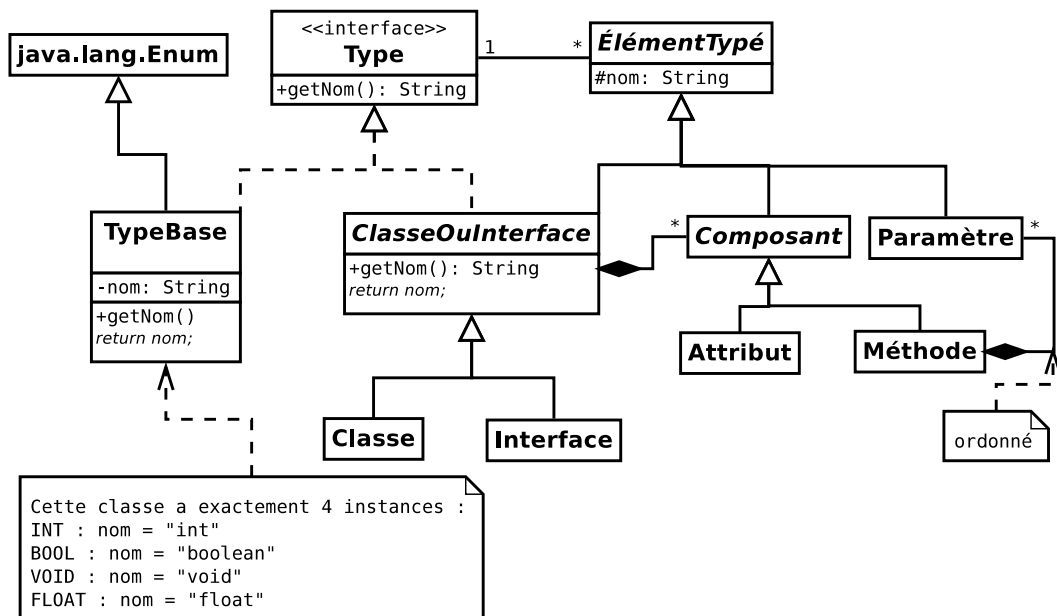 <<interface>>
Type
+getNom(): String
java.lang.Enum
1
*
ÉlémentTypé
#nom: String
TypeBase
-nom: String
+getNom()
return nom;
ClasseOuInterface
+getNom(): String
return nom;
*
Composant
Paramètre
*
Attribut
Méthode
ordonné
Classe
Interface
Cette classe a exactement 4 instances :
INT : nom = "int"
BOOL : nom = "boolean"
VOID : nom = "void"
FLOAT : nom = "float"